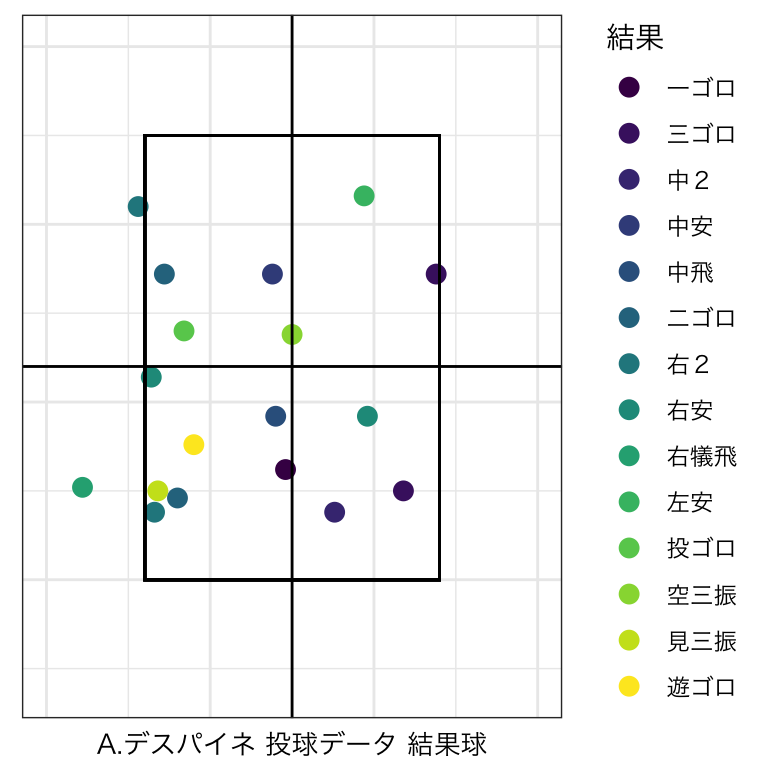 結果
一ゴロ
三ゴロ
中２
中安
中飛
二ゴロ
右２
右安
右犠飛
左安
投ゴロ
空三振
見三振
遊ゴロ
A.デスパイネ 投球データ 結果球